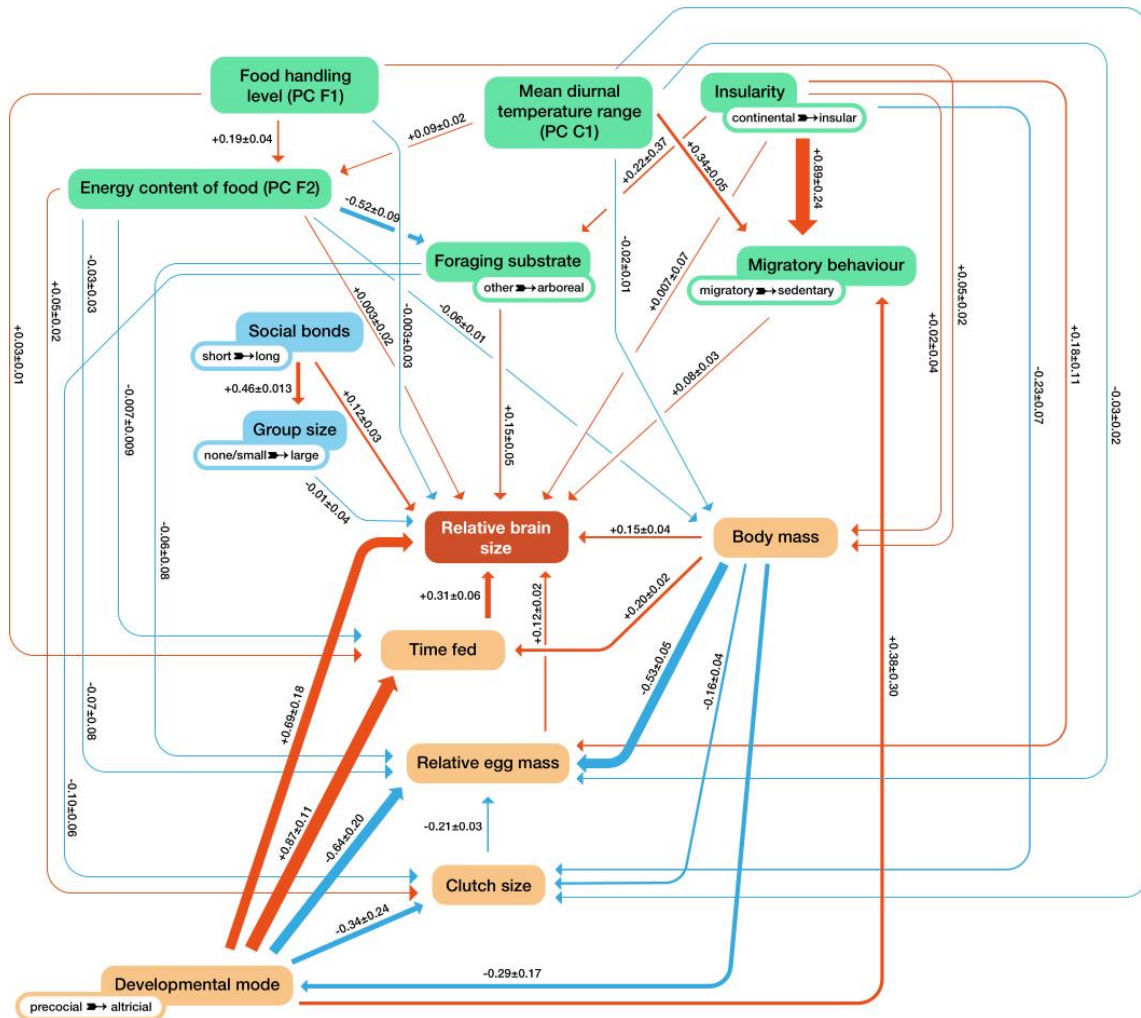 Food handling
level (PC F1)
Mean diurnal
temperature range
(PC C1)
Insularity
continental ➳ insular
+0.19±0.04
+0.09±0.02
+0.22±0.37
+0.34±0.05
+0.89±0.24
Energy content of food (PC F2)
-0.52±0.09
Foraging substrate
other ➳ arboreal
Migratory behaviour
migratory ➳ sedentary
-0.03±0.03
+0.05±0.02
+0.03±0.01
-0.007±0.009
+0.003±0.02
-0.003±0.03
-0.06±0.01
-0.02±0.01
+0.007±0.07
+0.08±0.03
+0.05±0.02
+0.02±0.04
+0.18±0.11
-0.23±0.07
-0.03±0.02
Social bonds
short ➳ long
+0.46±0.013
+0.12±0.03
Group size
none/small ➳ large
-0.01±0.04
+0.15±0.05
Relative brain
size
+0.15±0.04
Body mass
-0.06±0.08
+0.31±0.06
+0.12±0.02
+0.20±0.02
Time fed
-0.53±0.05
-0.16±0.04
+0.38±0.30
-0.07±0.08
+0.69±0.18
Relative egg mass
-0.10±0.06
+0.87±0.11
-0.64±0.20
-0.21±0.03
Clutch size
-0.34±0.24
-0.29±0.17
Developmental mode
precocial ➳ altricial